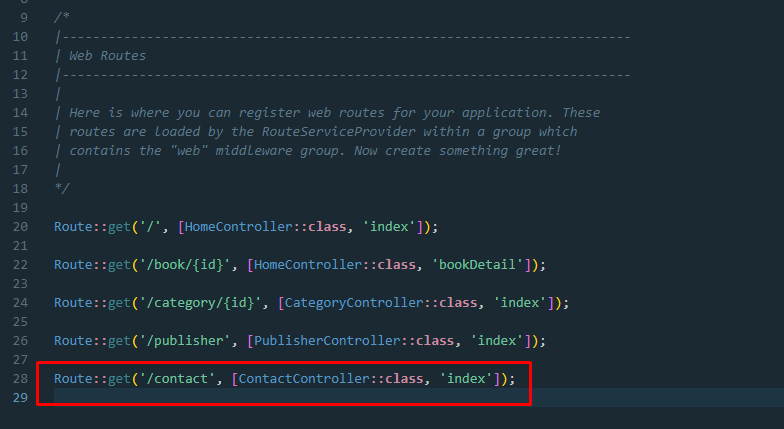 9 /*
10 |--------------------------------------------------------------------------
11 | Web Routes
12 |--------------------------------------------------------------------------
13 |
14 | Here is where you can register web routes for your application. These
15 | routes are loaded by the RouteServiceProvider within a group which
16 | contains the "web" middleware group. Now create something great!
17 |
18 */
19
20 Route::get('/', [HomeController::class, 'index']);
21
22 Route::get('/book/{id}', [HomeController::class, 'bookDetail']);
23
24 Route::get('/category/{id}', [CategoryController::class, 'index']);
25
26 Route::get('/publisher', [PublisherController::class, 'index']);
27
28 Route::get('/contact', [ContactController::class, 'index']);
29